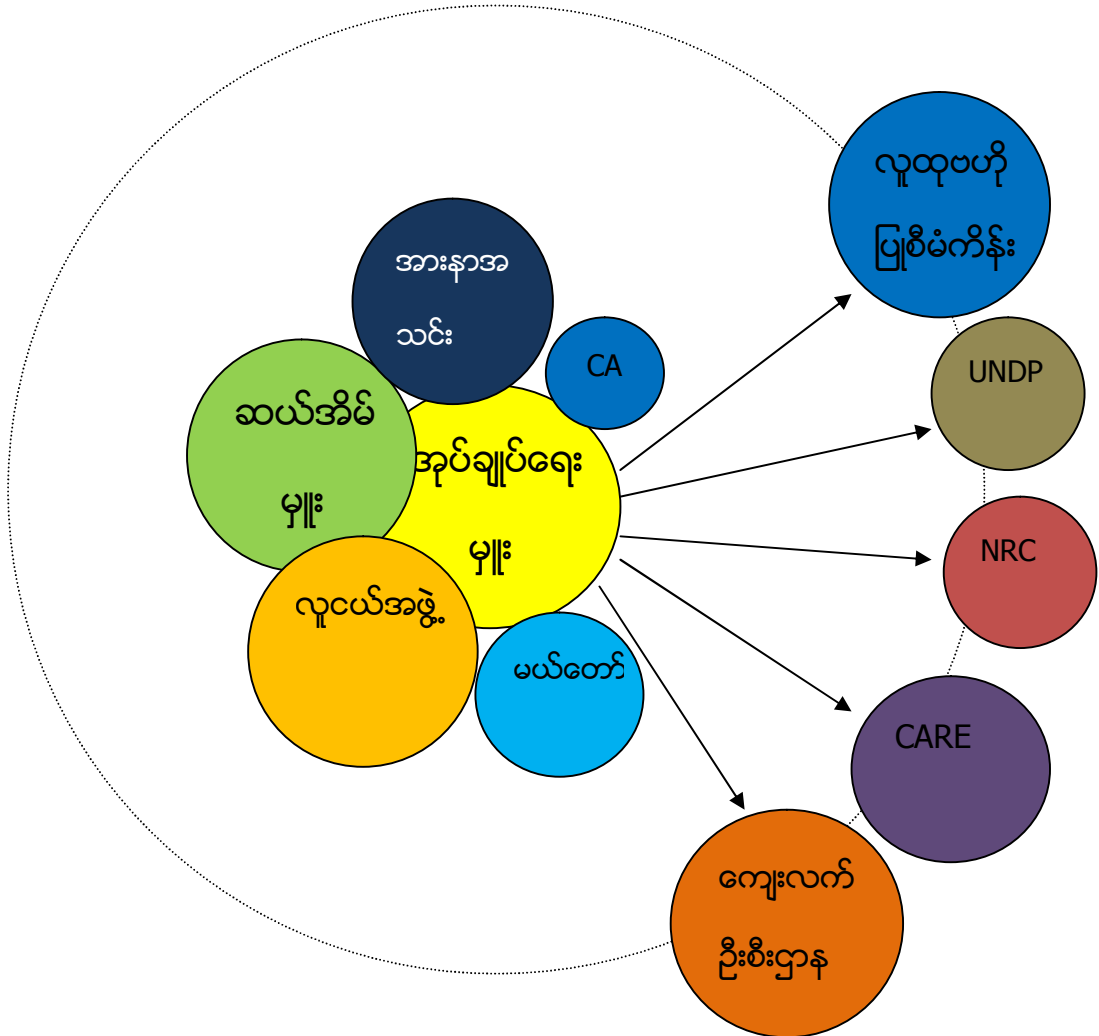 လူထုဗဟို
ပြုစီမံကိန်း
အားနာအ
သင်း
CA
UNDP
ဆယ်အိမ်
မှူး
အုပ်ချုပ်ရေး
မှူး
NRC
လူငယ်အဖွဲ့
မယ်တော်
CARE
ကျေးလက်
ဦးစီးဌာန